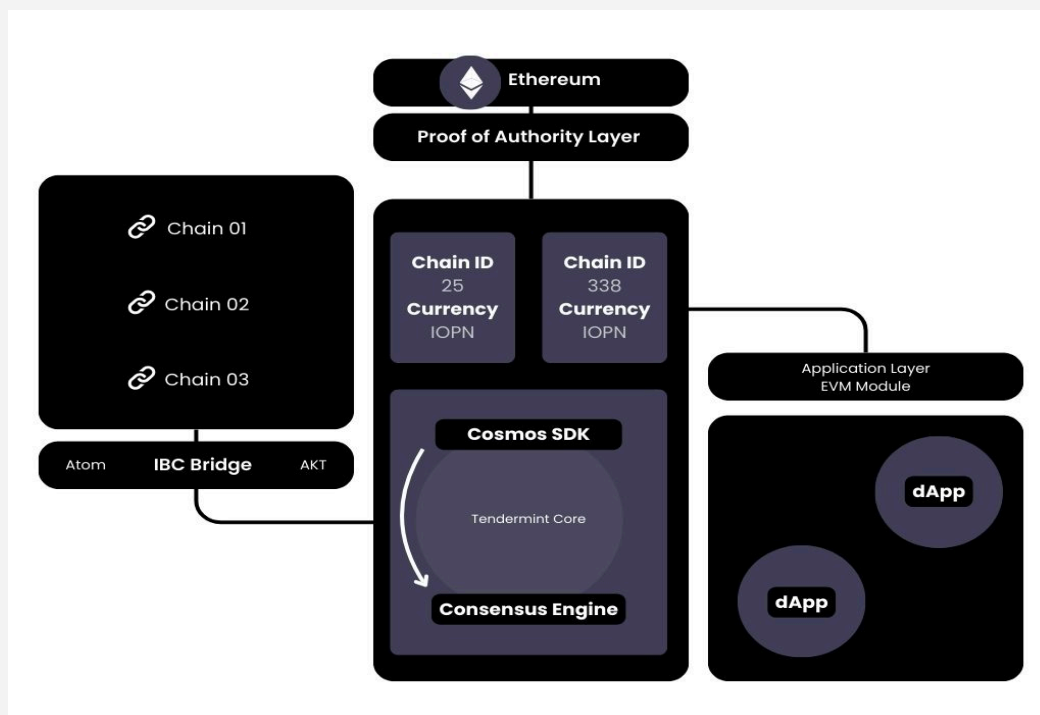 Ethereum
Proof of Authority Layer
Chain 01
Chain 02
Chain 03
Atom IBC Bridge AKT
Chain ID
25
Currency
IOPN
Chain ID
338
Currency
IOPN
Cosmos SDK
Tendermint Core
Consensus Engine
Application Layer
EVM Module
dApp
dApp